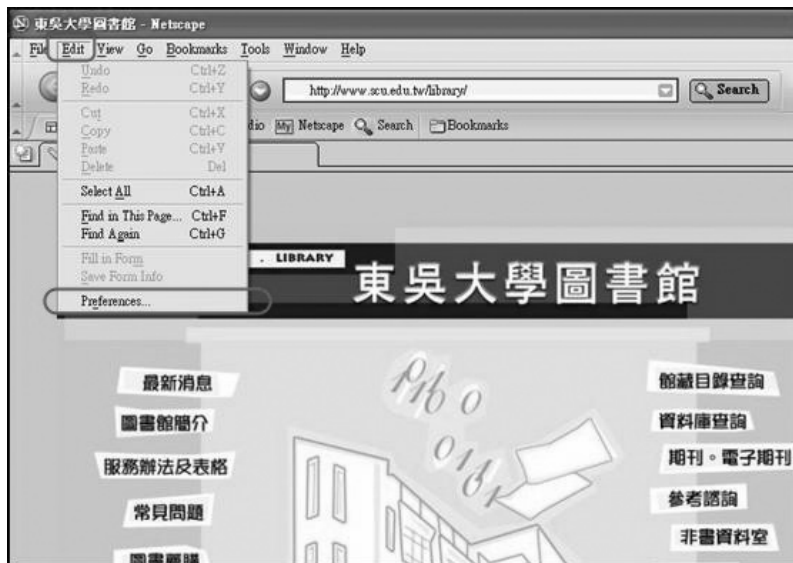 東吳大學圖書館 - Netscape
File Edit View Go Bookmarks Tools Window Help
Undo Ctrl+Z
Redo Ctrl+Y
http://www.scu.edu.tw/library/
Search
Cut Ctrl+X
Copy Ctrl+C
Paste Ctrl+V
Delete Del
dio My Netscape Search Bookmarks
Select All Ctrl+A
Find in This Page... Ctrl+F
Find Again Ctrl+G
Fill in Form
Save Form Info
Preferences...
. LIBRARY
東吳大學圖書館
最新消息
圖書館簡介
服務辦法及表格
常見問題
圖書薦購
館藏目錄查詢
資料庫查詢
期刊。電子期刊
參考諮詢
非書資料室